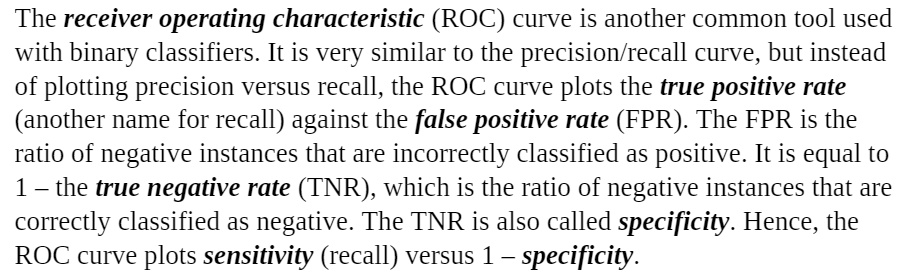 The receiver operating characteristic (ROC) curve is another common tool used
with binary classifiers. It is very similar to the precision/recall curve, but instead
of plotting precision versus recall, the ROC curve plots the true positive rate
(another name for recall) against the false positive rate (FPR). The FPR is the
ratio of negative instances that are incorrectly classified as positive. It is equal to
1 – the true negative rate (TNR), which is the ratio of negative instances that are
correctly classified as negative. The TNR is also called specificity. Hence, the
ROC curve plots sensitivity (recall) versus 1 – specificity.